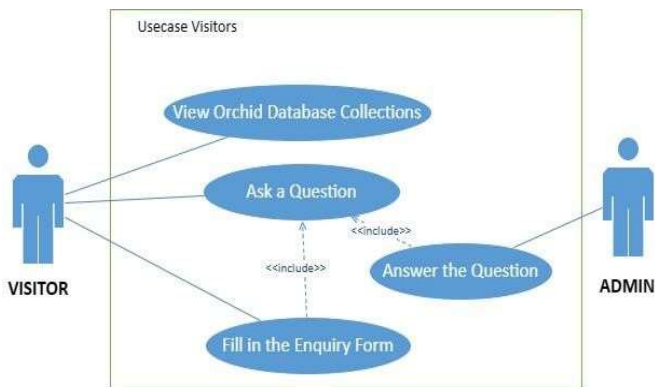 Usecase Visitors
View Orchid Database Collections
Ask a Question
<<include>>
<<include>>
Answer the Question
VISITOR
ADMIN
Fill in the Enquiry Form